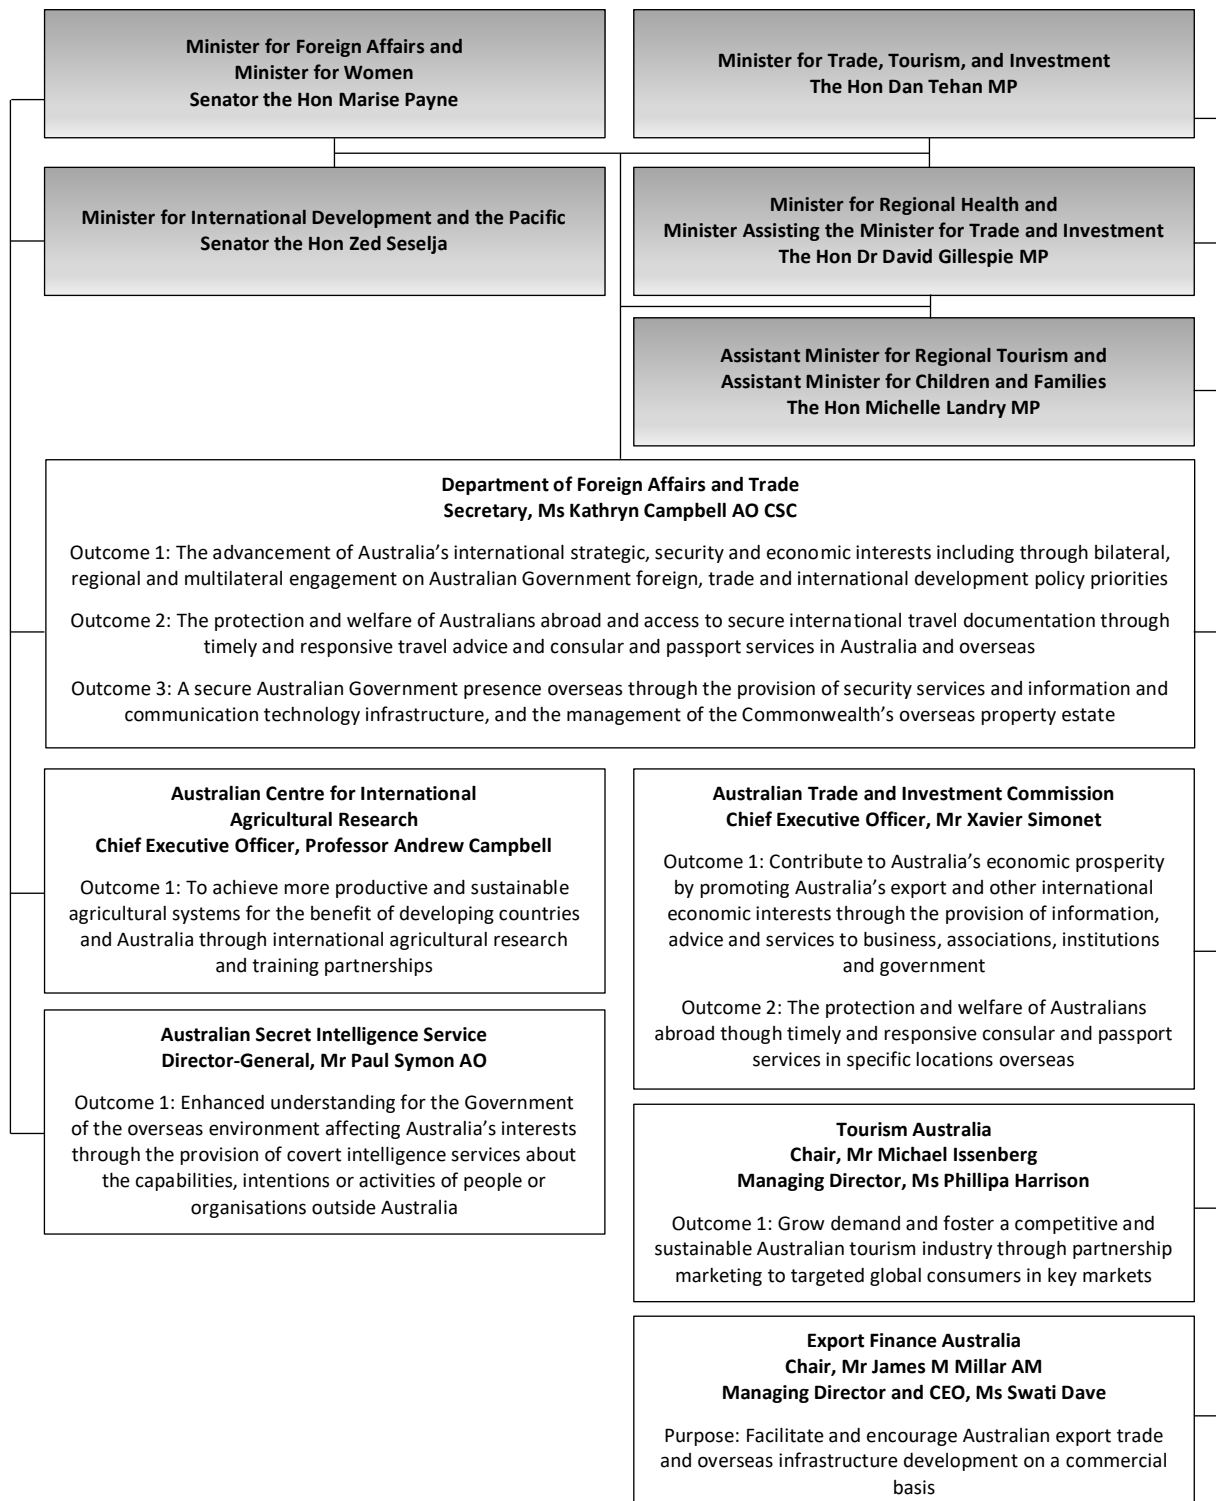 Minister for Foreign Affairs and
Minister for Women
Senator the Hon Marise Payne
Minister for Trade, Tourism, and Investment
The Hon Dan Tehan MP
Minister for International Development and the Pacific
Senator the Hon Zed Seselja
Minister for Regional Health and
Minister Assisting the Minister for Trade and Investment
The Hon Dr David Gillespie MP
Assistant Minister for Regional Tourism and
Assistant Minister for Children and Families
The Hon Michelle Landry MP
Department of Foreign Affairs and Trade
Secretary, Ms Kathryn Campbell AO CSC
Outcome 1: The advancement of Australia’s international strategic, security and economic interests including through bilateral,
regional and multilateral engagement on Australian Government foreign, trade and international development policy priorities
Outcome 2: The protection and welfare of Australians abroad and access to secure international travel documentation through
timely and responsive travel advice and consular and passport services in Australia and overseas
Outcome 3: A secure Australian Government presence overseas through the provision of security services and information and
communication technology infrastructure, and the management of the Commonwealth’s overseas property estate
Australian Centre for International
Agricultural Research
Chief Executive Officer, Professor Andrew Campbell
Outcome 1: To achieve more productive and sustainable
agricultural systems for the benefit of developing countries
and Australia through international agricultural research
and training partnerships
Australian Secret Intelligence Service
Director-General, Mr Paul Symon AO
Outcome 1: Enhanced understanding for the Government
of the overseas environment affecting Australia’s interests
through the provision of covert intelligence services about
the capabilities, intentions or activities of people or
organisations outside Australia
Australian Trade and Investment Commission
Chief Executive Officer, Mr Xavier Simonet
Outcome 1: Contribute to Australia’s economic prosperity
by promoting Australia’s export and other international
economic interests through the provision of information,
advice and services to business, associations, institutions
and government
Outcome 2: The protection and welfare of Australians
abroad though timely and responsive consular and passport
services in specific locations overseas
Tourism Australia
Chair, Mr Michael Issenberg
Managing Director, Ms Phillipa Harrison
Outcome 1: Grow demand and foster a competitive and
sustainable Australian tourism industry through partnership
marketing to targeted global consumers in key markets
Export Finance Australia
Chair, Mr James M Millar AM
Managing Director and CEO, Ms Swati Dave
Purpose: Facilitate and encourage Australian export trade
and overseas infrastructure development on a commercial
basis